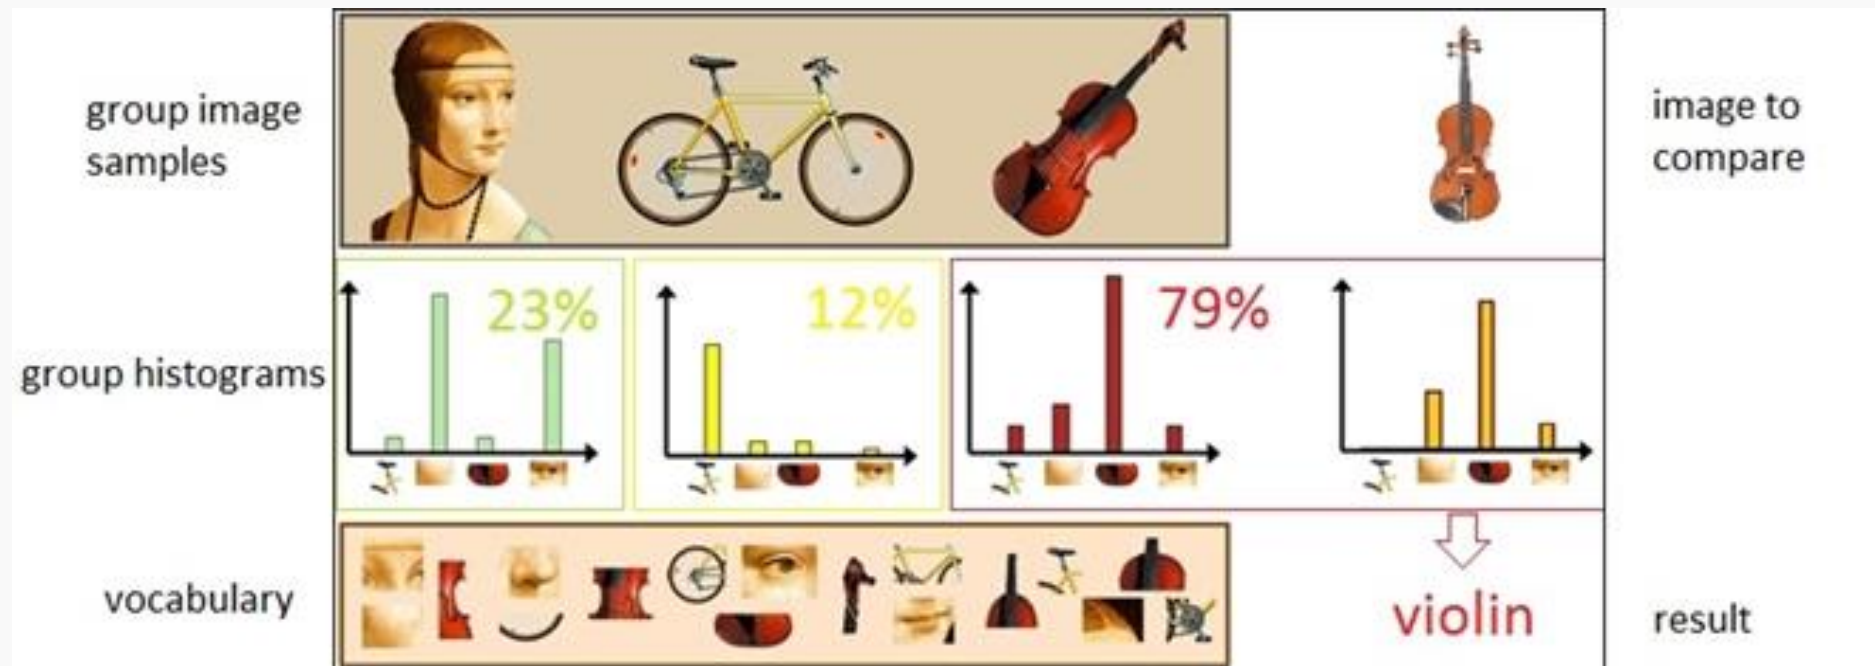 group image
samples
image to
compare
group histograms
23%
12%
79%
vocabulary
violin
result